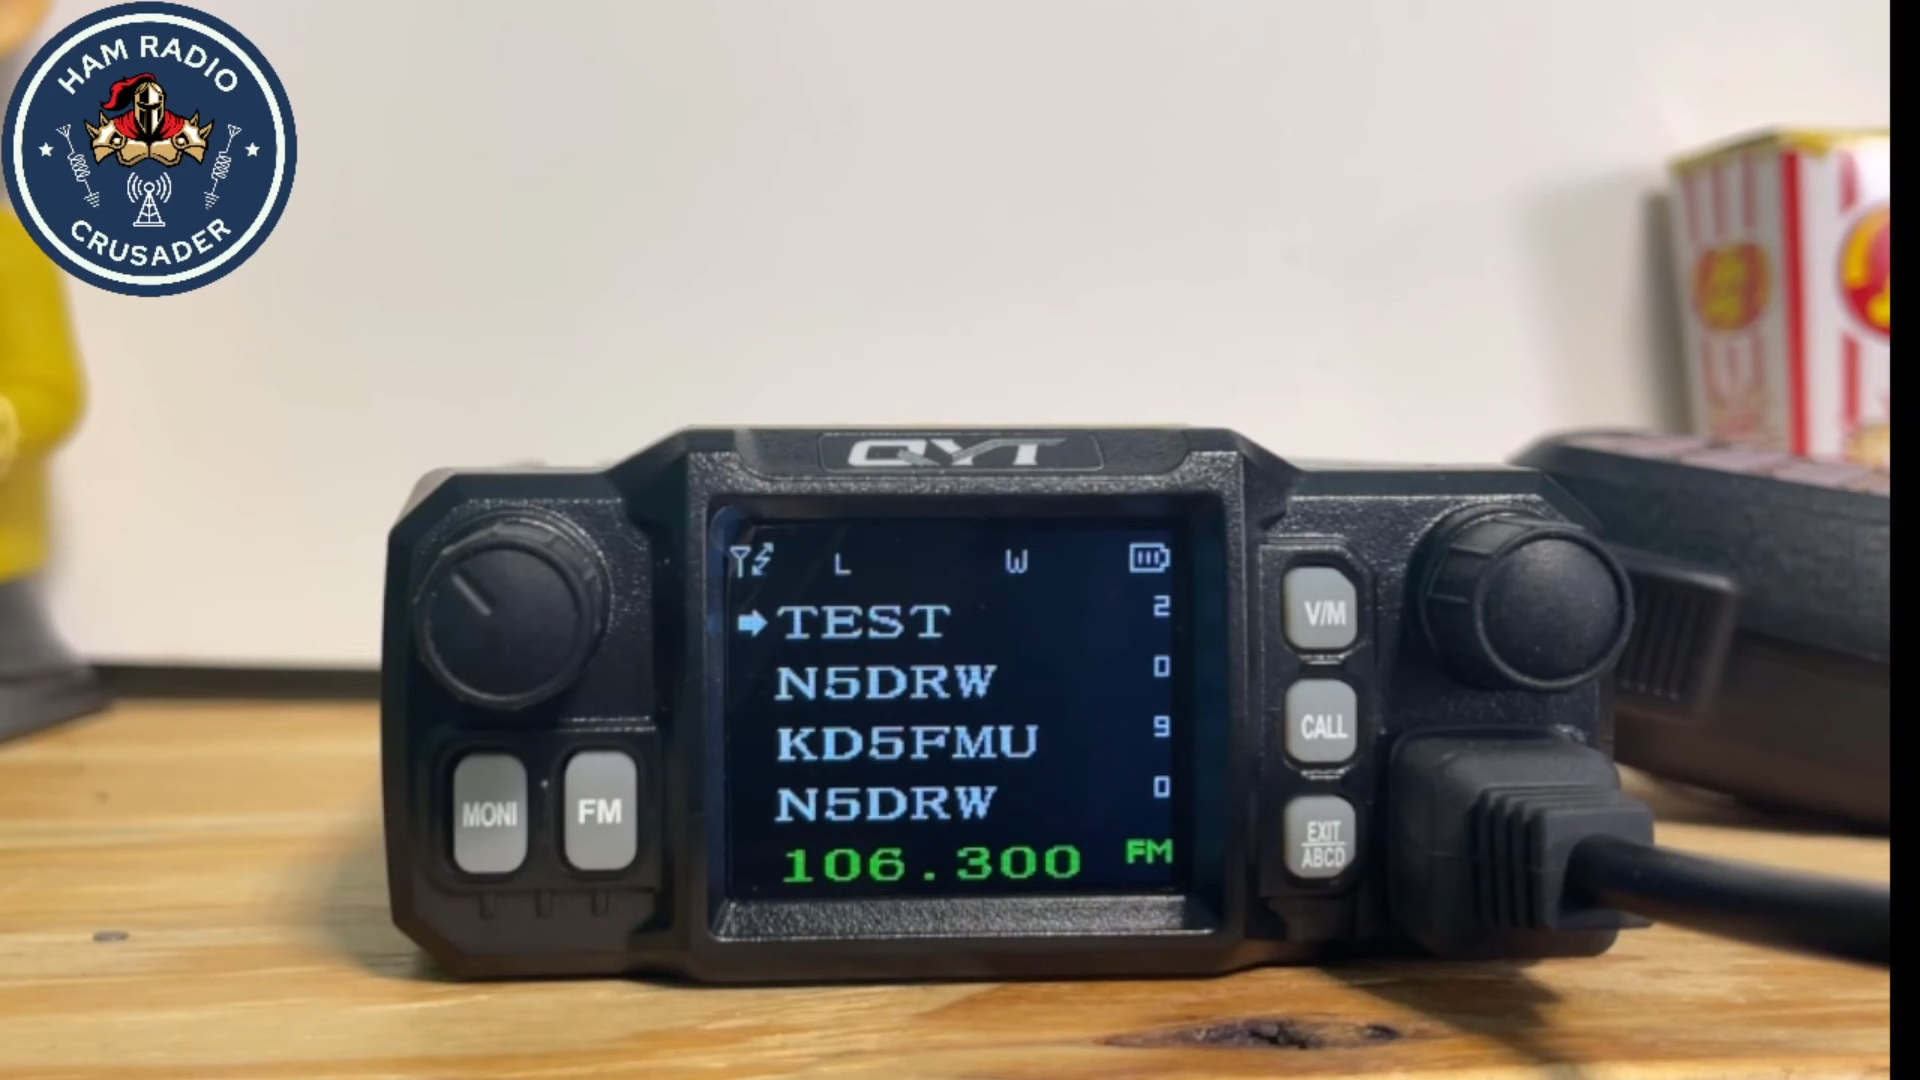 HAM RADIO
CRUSADER
QYT
L W
TEST 2
N5DRW 0
KD5FMU 9
N5DRW 0
106.300 FM
MONI
FM
V/M
CALL
EXIT
ABCD